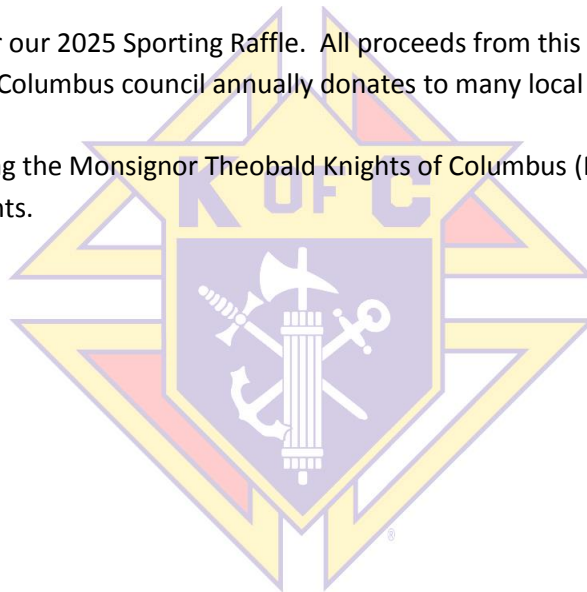 r our 2025 Sporting Raffle.  All proceeds from this
Columbus council annually donates to many local
ng the Monsignor Theobald Knights of Columbus (
nts.
K OF C
®